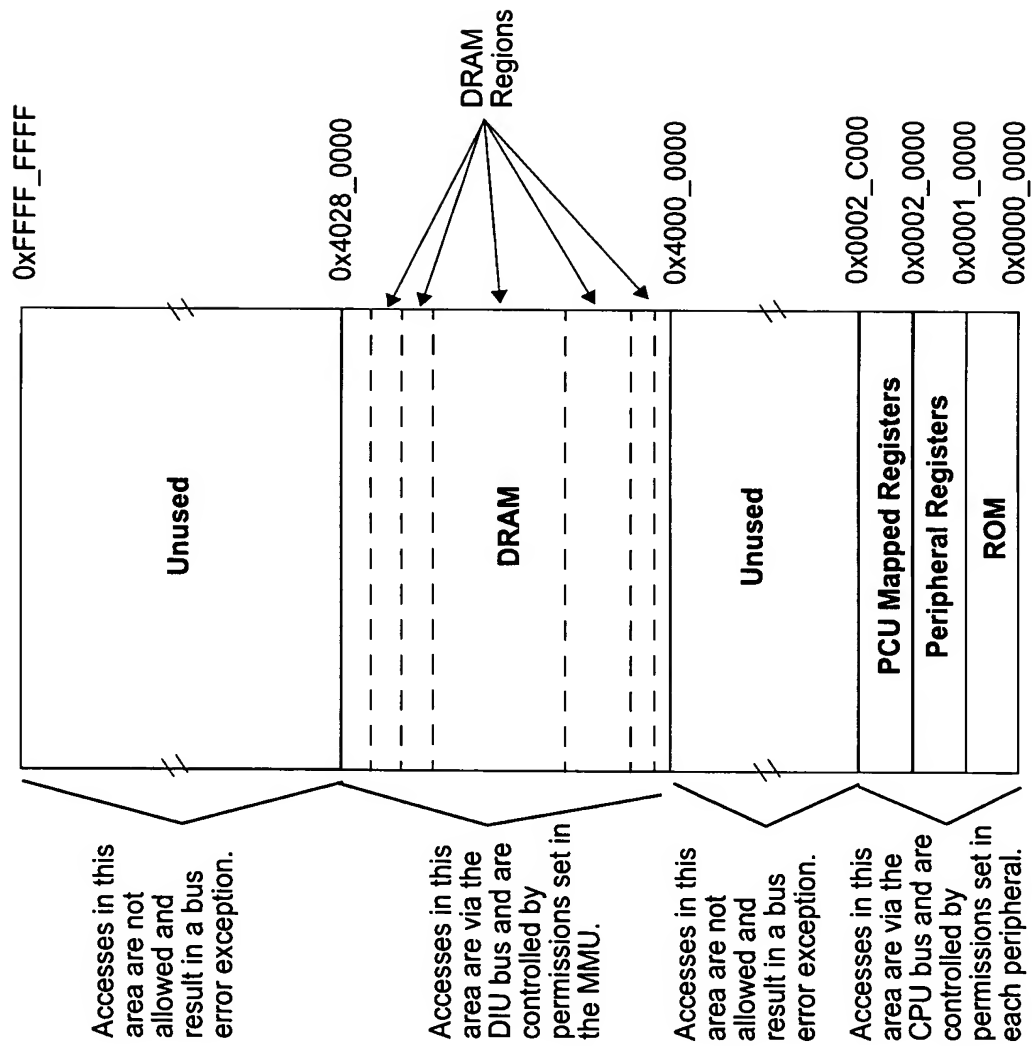 0xFFFF_FFFF
Unused
Accesses in this
area are not
allowed and
result in a bus
error exception.
0x4028_0000
DRAM
Regions
DRAM
Accesses in this
area are via the
DIU bus and are
controlled by
permissions set in
the MMU.
0x4000_0000
Unused
Accesses in this
area are not
allowed and
result in a bus
error exception.
0x0002_C000
PCU Mapped Registers
0x0002_0000
Peripheral Registers
0x0001_0000
ROM
0x0000_0000
Accesses in this
area are via the
CPU bus and are
controlled by
permissions set in
each peripheral.